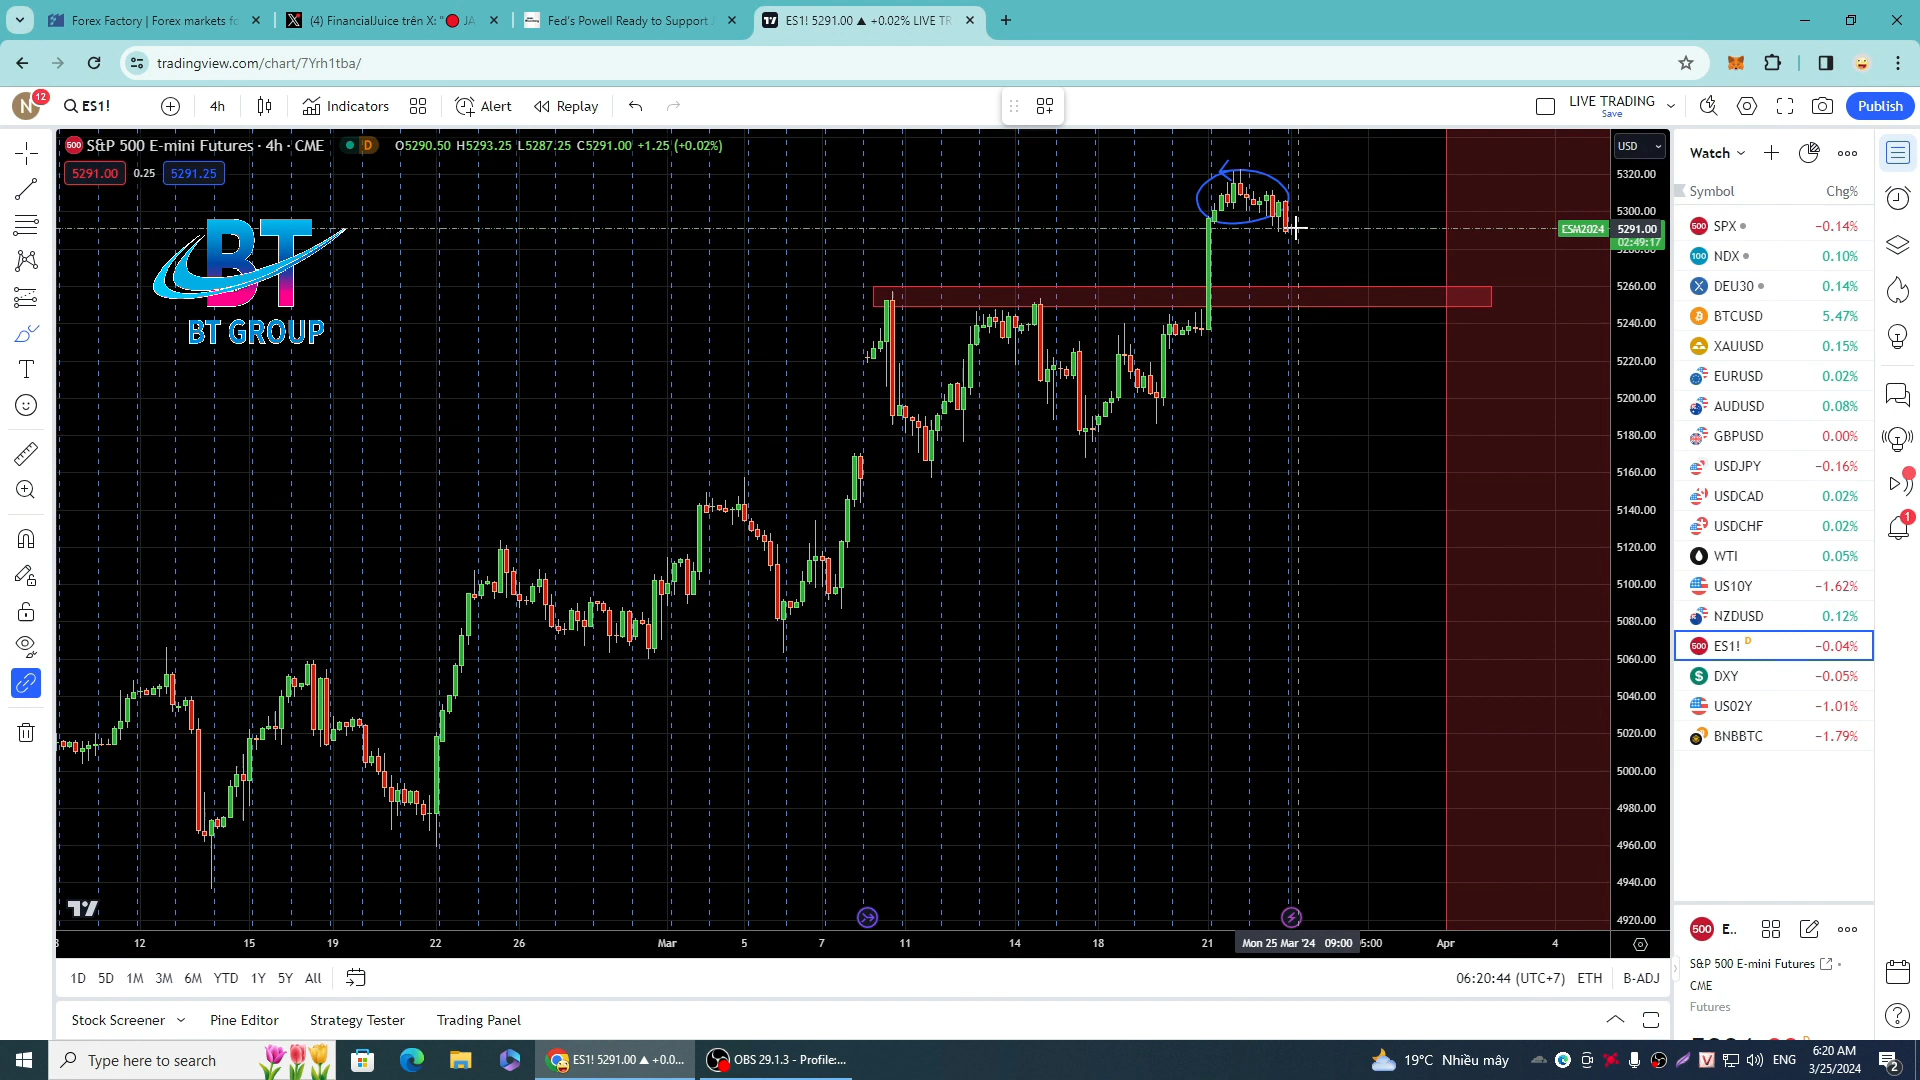 Forex Factory | Forex markets fo
(4) FinancialJuice trên X: "🔴 JA
Fed's Powell Ready to Support J
ES1! 5291.00 ▲ +0.02% LIVE TR
tradingview.com/chart/7Yrh1tba/
N 12
ES1!
4h
Indicators
Alert
Replay
LIVE TRADING
Save
Publish
S&P 500 E-mini Futures · 4h · CME
D
O5290.50 H5293.25 L5287.25 C5291.00 +1.25 (+0.02%)
5291.00 0.25 5291.25
BT
BT GROUP
USD
5320.00
5300.00
ESM2024 5291.00
02:49:17
5260.00
5240.00
5220.00
5200.00
5180.00
5160.00
5140.00
5120.00
5100.00
5080.00
5060.00
5040.00
5020.00
5000.00
4980.00
4960.00
4940.00
4920.00
12 15 19 22 26 Mar 5 7 11 14 18 21 Mon 25 Mar '24 09:00 5:00 Apr 4
1D 5D 1M 3M 6M YTD 1Y 5Y All
06:20:44 (UTC+7) ETH B-ADJ
Stock Screener Pine Editor Strategy Tester Trading Panel
Watch
Symbol Chg%
SPX −0.14%
NDX 0.10%
DEU30 0.14%
BTCUSD 5.47%
XAUUSD 0.15%
EURUSD 0.02%
AUDUSD 0.08%
GBPUSD 0.00%
USDJPY −0.16%
USDCAD 0.02%
USDCHF 0.02%
WTI 0.05%
US10Y −1.62%
NZDUSD 0.12%
ES1! D −0.04%
DXY −0.05%
US02Y −1.01%
BNBBTC −1.79%
500 E..
S&P 500 E-mini Futures
CME
Futures
Type here to search
ES1! 5291.00 ▲ +0.0...
OBS 29.1.3 - Profile:...
19°C Nhiều mây
ENG
6:20 AM
3/25/2024
2